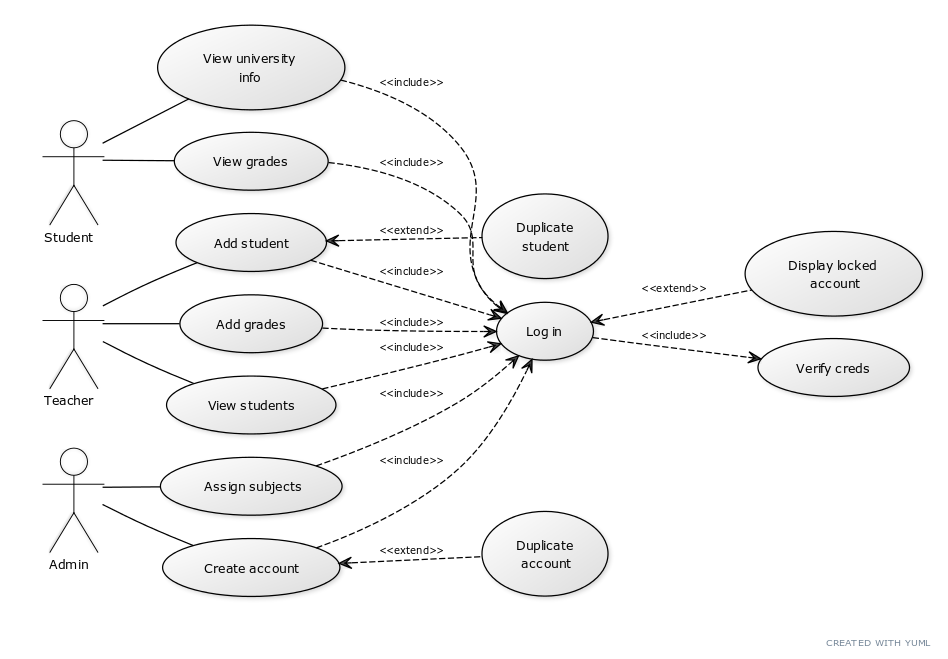 View university
info
<<include>>
View grades
<<include>>
Student
Duplicate
student
<<extend>>
Add student
<<include>>
Display locked
account
<<extend>>
Add grades
<<include>>
Log in
<<include>>
Verify creds
<<include>>
Teacher
View students
<<include>>
<<include>>
Assign subjects
Admin
Duplicate
account
<<extend>>
Create account
CREATED WITH YUML